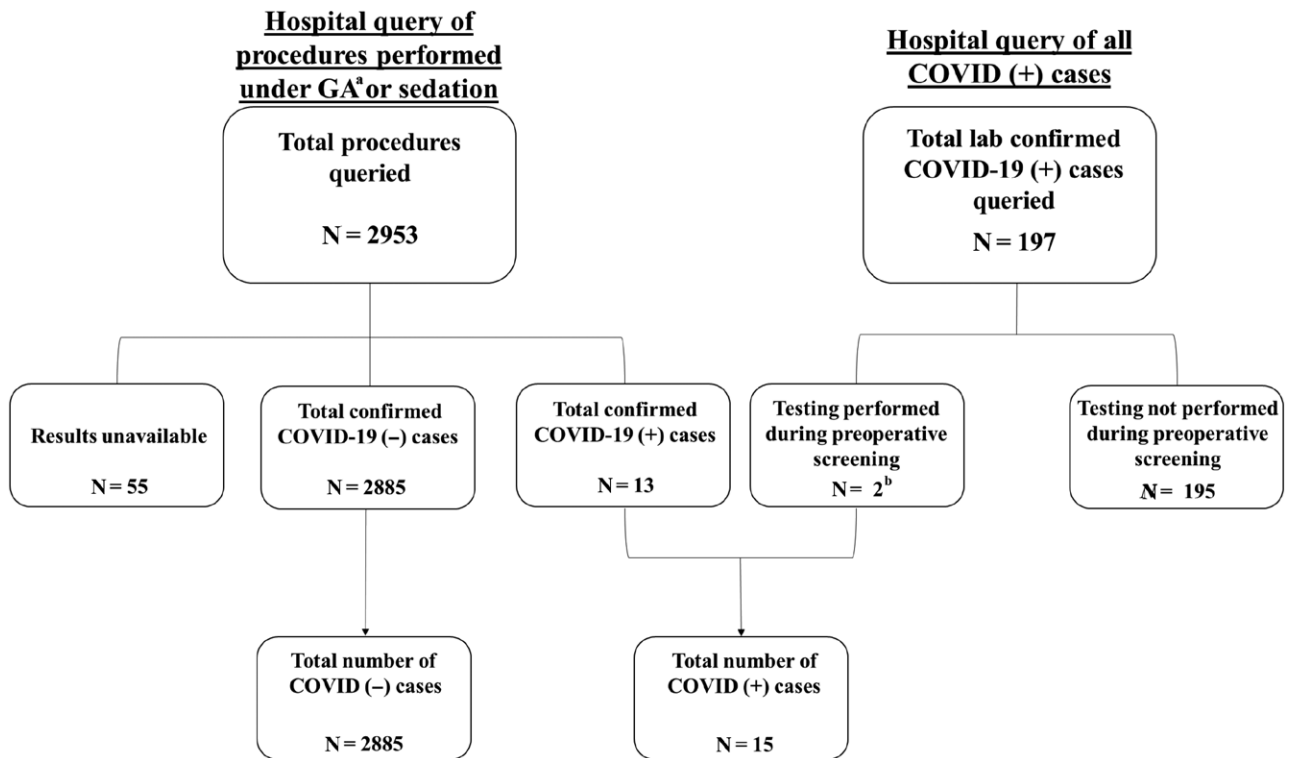 Hospital query of
procedures performed
under GAᵃ or sedation
Total procedures
queried
N = 2953
Hospital query of all
COVID (+) cases
Total lab confirmed
COVID-19 (+) cases
queried
N = 197
Results unavailable
N = 55
Total confirmed
COVID-19 (–) cases
N = 2885
Total confirmed
COVID-19 (+) cases
N = 13
Testing performed
during preoperative
screening
N = 2ᵇ
Testing not performed
during preoperative
screening
N = 195
Total number of
COVID (–) cases
N = 2885
Total number of
COVID (+) cases
N = 15